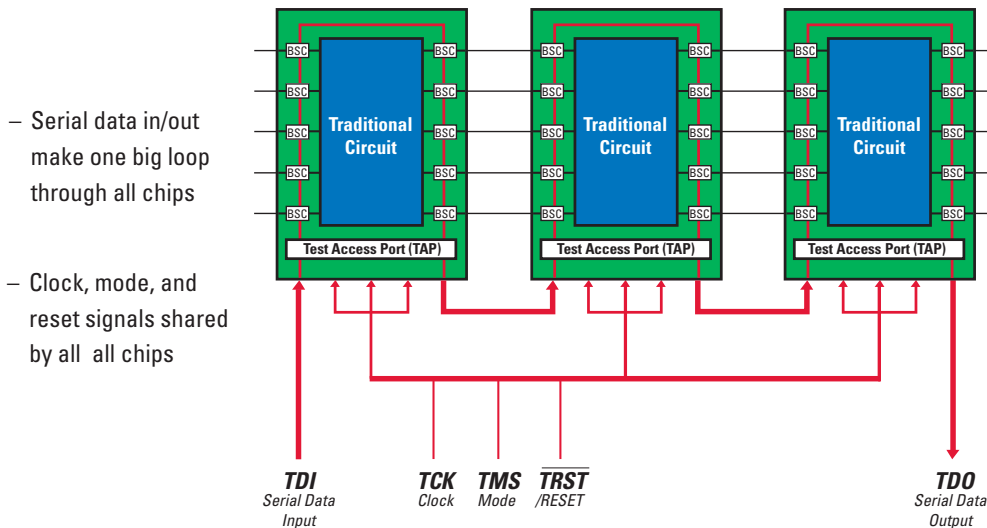 – Serial data in/out
make one big loop
through all chips
– Clock, mode, and
reset signals shared
by all all chips
BSC BSC BSC BSC BSC BSC
BSC BSC BSC BSC BSC BSC
BSC BSC BSC BSC BSC BSC
BSC BSC BSC BSC BSC BSC
BSC BSC BSC BSC BSC BSC
Traditional
Circuit
Traditional
Circuit
Traditional
Circuit
Test Access Port (TAP)
Test Access Port (TAP)
Test Access Port (TAP)
TDI
Serial Data
Input
TCK
Clock
TMS
Mode
TRST
/RESET
TDO
Serial Data
Output